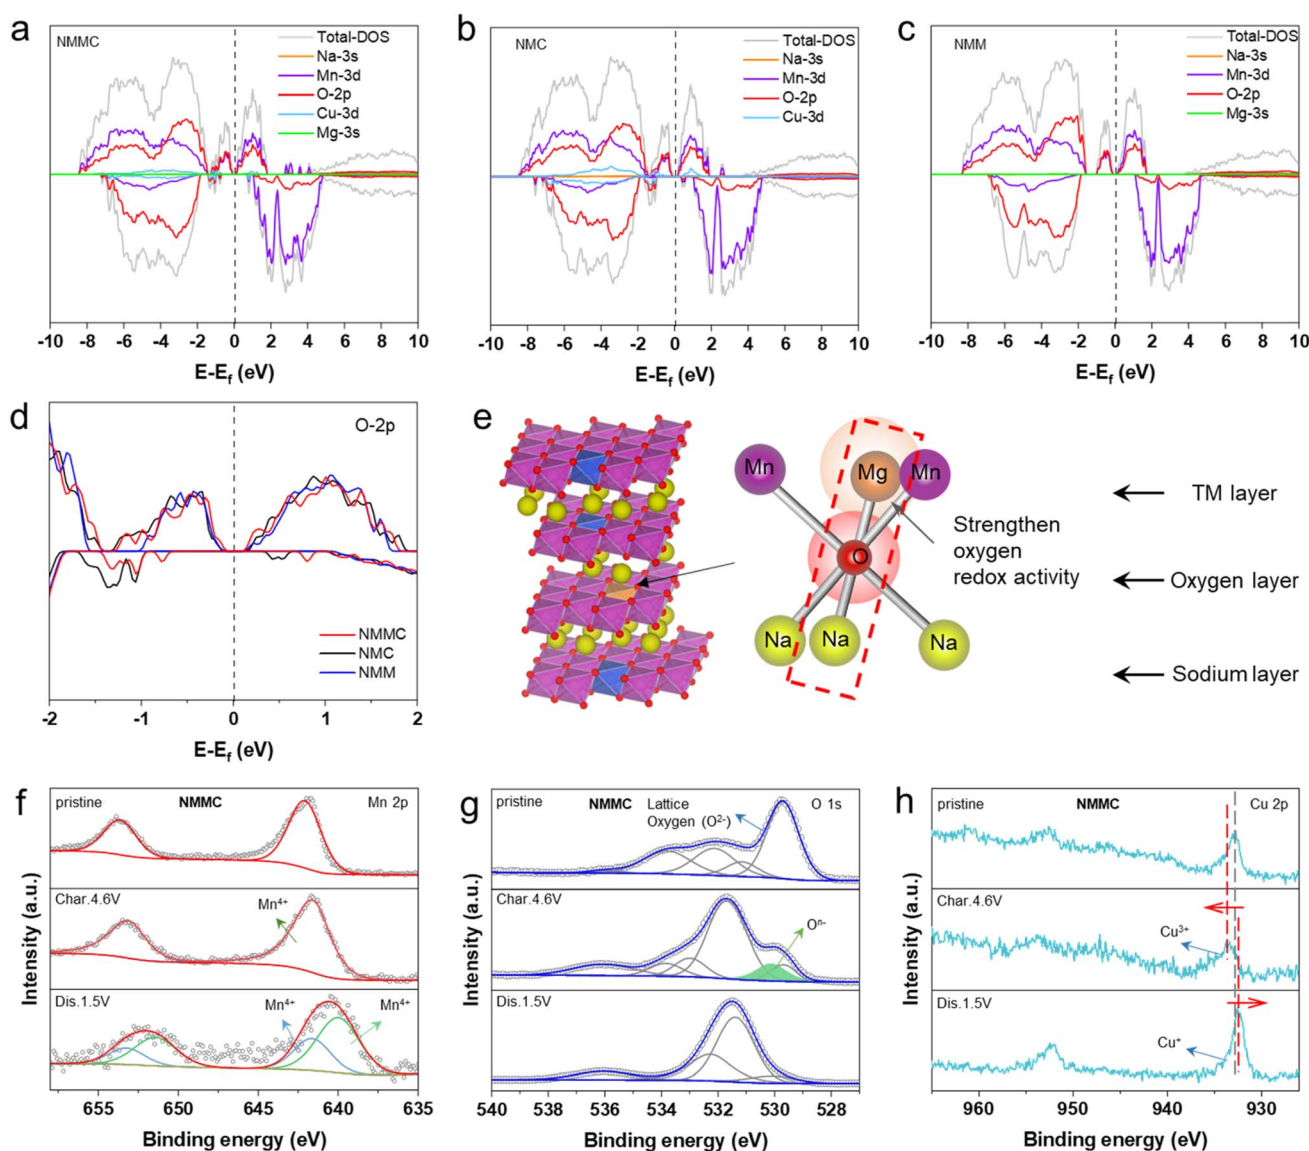 a
NMMC
Total-DOS
Na-3s
Mn-3d
O-2p
Cu-3d
Mg-3s
-10 -8 -6 -4 -2 0 2 4 6 8 10
E-Ef (eV)
b
NMC
Total-DOS
Na-3s
Mn-3d
O-2p
Cu-3d
-10 -8 -6 -4 -2 0 2 4 6 8 10
E-Ef (eV)
c
NMM
Total-DOS
Na-3s
Mn-3d
O-2p
Mg-3s
-10 -8 -6 -4 -2 0 2 4 6 8 10
E-Ef (eV)
d
O-2p
NMMC
NMC
NMM
-2 -1 0 1 2
E-Ef (eV)
e
Mn
Mg
Mn
O
Na
Na
Na
Strengthen
oxygen
redox activity
TM layer
Oxygen layer
Sodium layer
f
Intensity (a.u.)
pristine NMMC Mn 2p
Char.4.6V
Mn4+
Dis.1.5V
Mn4+
Mn4+
655 650 645 640 635
Binding energy (eV)
g
Intensity (a.u.)
pristine NMMC Lattice O 1s
Oxygen (O2-)
Char.4.6V
On-
Dis.1.5V
540 538 536 534 532 530 528
Binding energy (eV)
h
Intensity (a.u.)
pristine NMMC Cu 2p
Char.4.6V
Cu3+
Dis.1.5V
Cu+
960 950 940 930
Binding energy (eV)